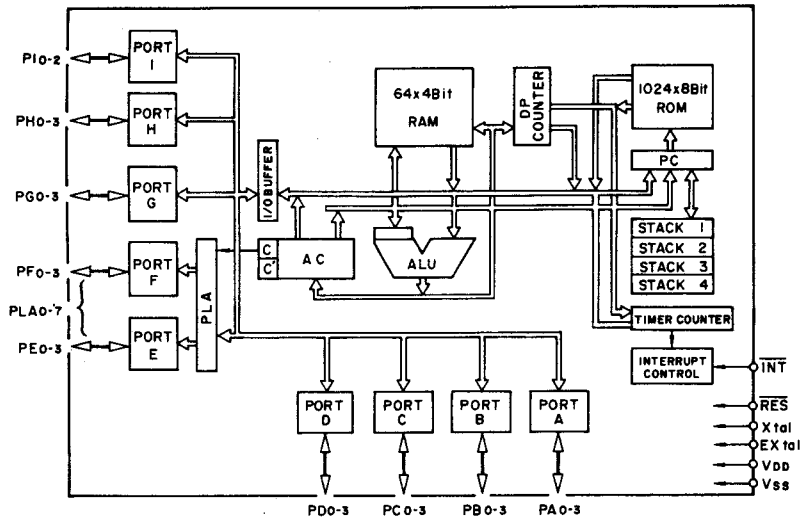 PI0-2
PORT
I
PH0-3
PORT
H
PG0-3
PORT
G
PF0-3
PORT
F
PLA0-7
PE0-3
PORT
E
PLA
I/O BUFFER
C
C'
AC
64x4Bit
RAM
ALU
DP
COUNTER
1024x8Bit
ROM
PC
STACK 1
STACK 2
STACK 3
STACK 4
TIMER COUNTER
INTERRUPT
CONTROL
INT
RES
Xtal
EXtal
VDD
VSS
PORT
D
PORT
C
PORT
B
PORT
A
PD0-3
PC0-3
PB0-3
PA0-3